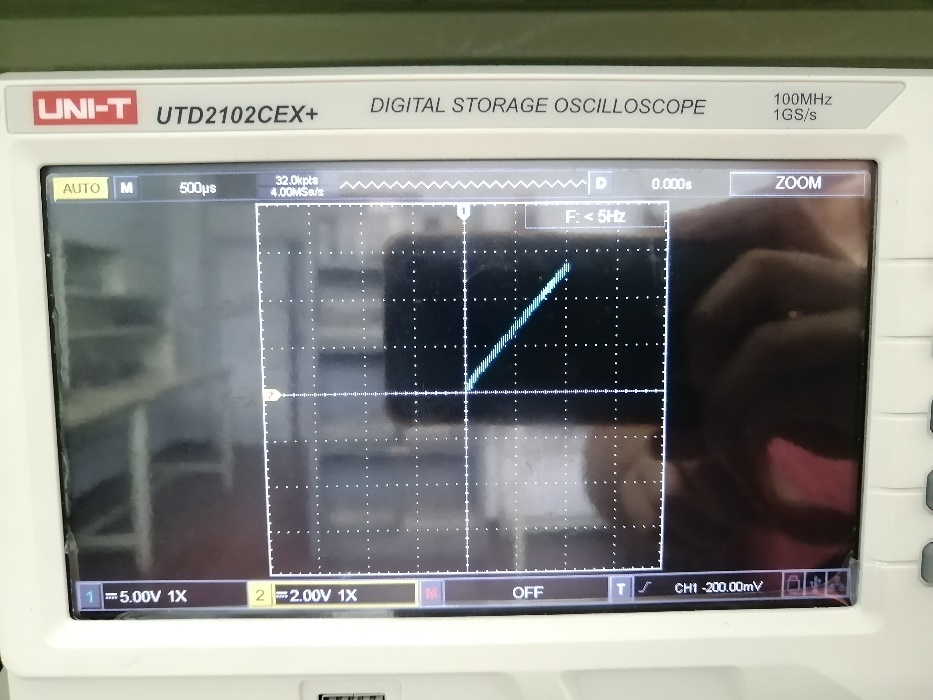 UNI-T UTD2102CEX+ DIGITAL STORAGE OSCILLOSCOPE 100MHz
1GS/s
AUTO M 500μs 32.0kpts D 0.000s ZOOM
4.00MSa/s
F: < 5Hz
1 5.00V 1X 2 2.00V 1X M OFF T CH1 -200.00mV